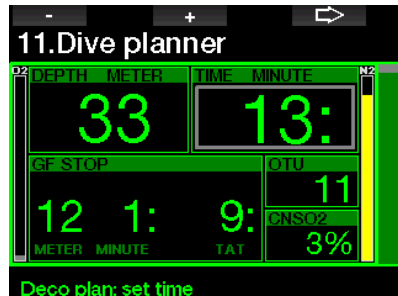 - +
11.Dive planner
O2 DEPTH METER TIME MINUTE N2
33 13:
GF STOP OTU
11
12 1: 9: CNSO2
METER MINUTE TAT 3%
Deco plan: set time